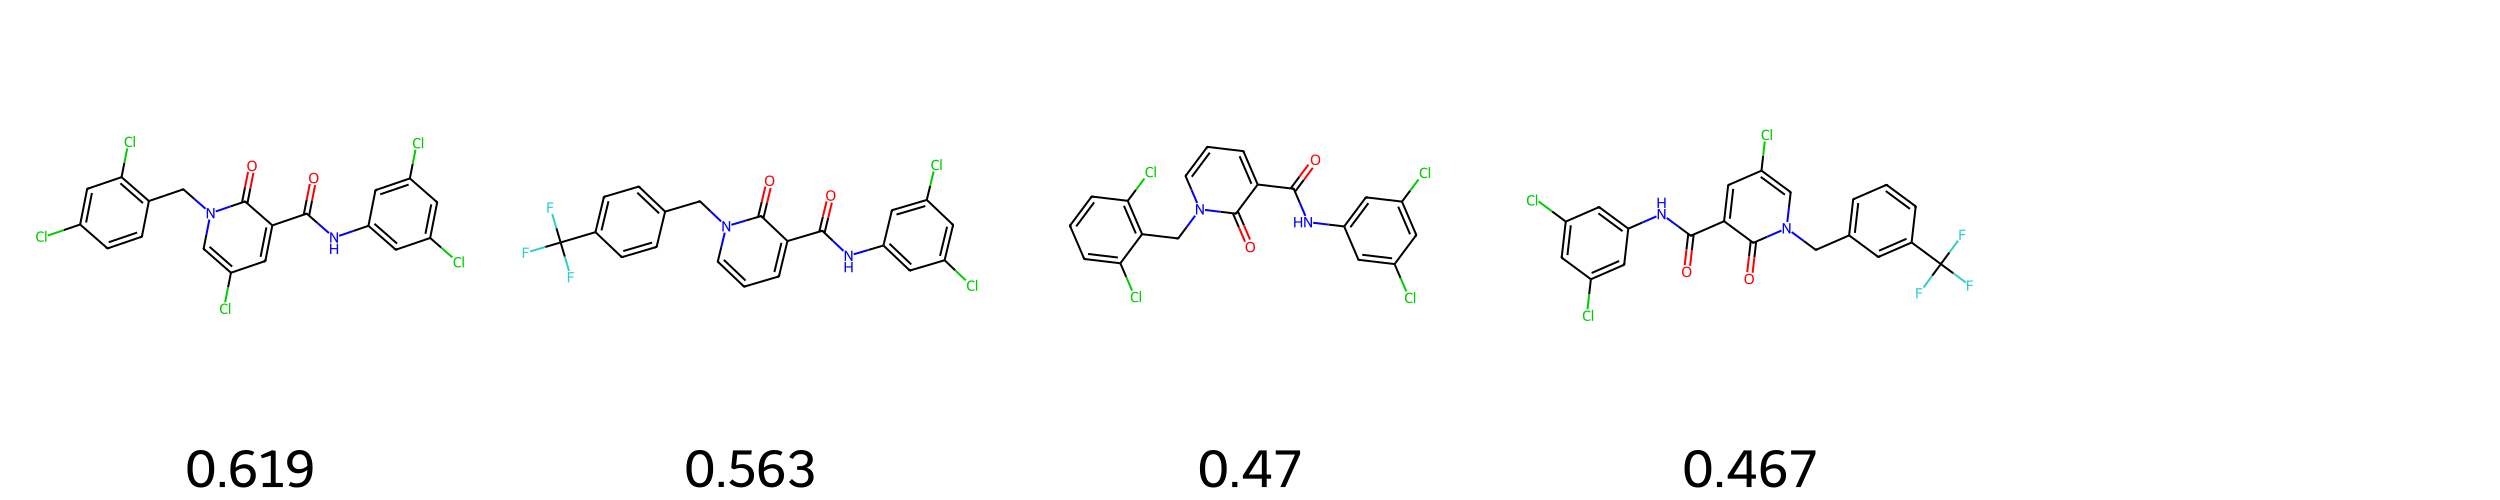 Cl Cl Cl N O O N H Cl Cl
F F F N O O N H Cl Cl
Cl Cl N O O HN Cl Cl
Cl Cl H N O O Cl N F F F
0.619 0.563 0.47 0.467